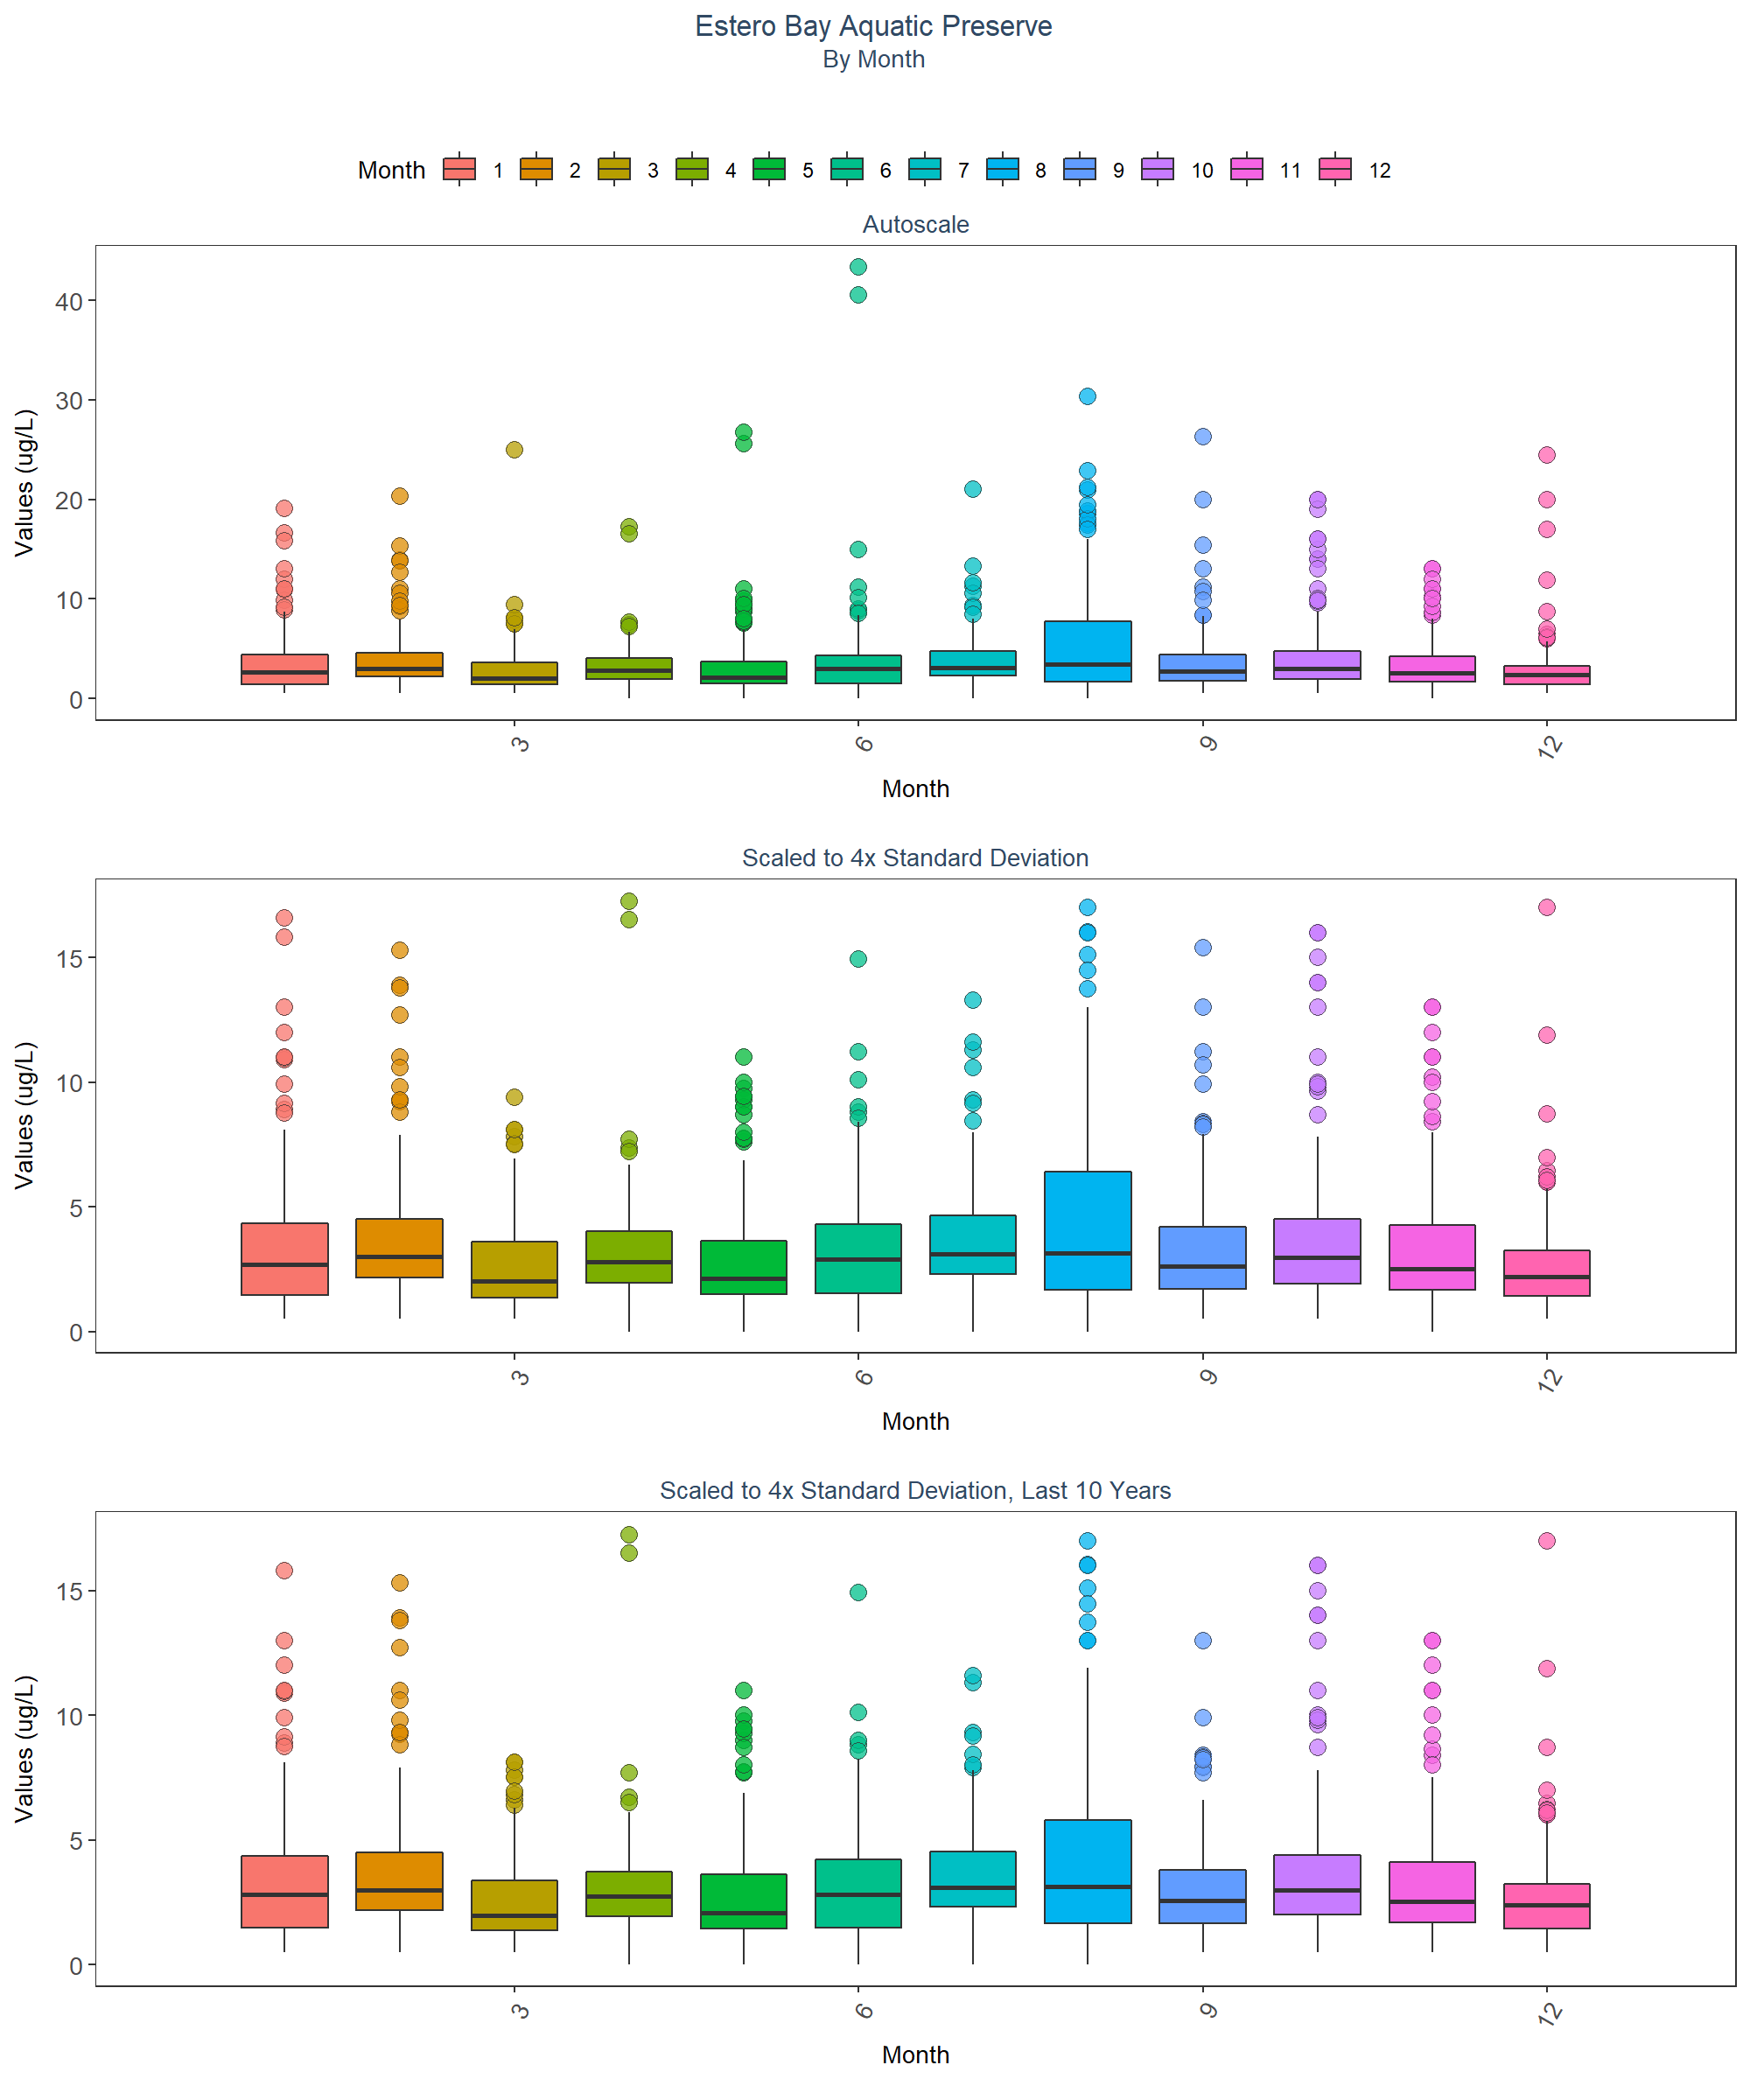 Estero Bay Aquatic Preserve
By Month
Month 1 2 3 4 5 6 7 8 9 10 11 12
Autoscale
Values (ug/L)
40
30
20
10
0
3 6 9 12
Month
Scaled to 4x Standard Deviation
Values (ug/L)
15
10
5
0
3 6 9 12
Month
Scaled to 4x Standard Deviation, Last 10 Years
Values (ug/L)
15
10
5
0
3 6 9 12
Month